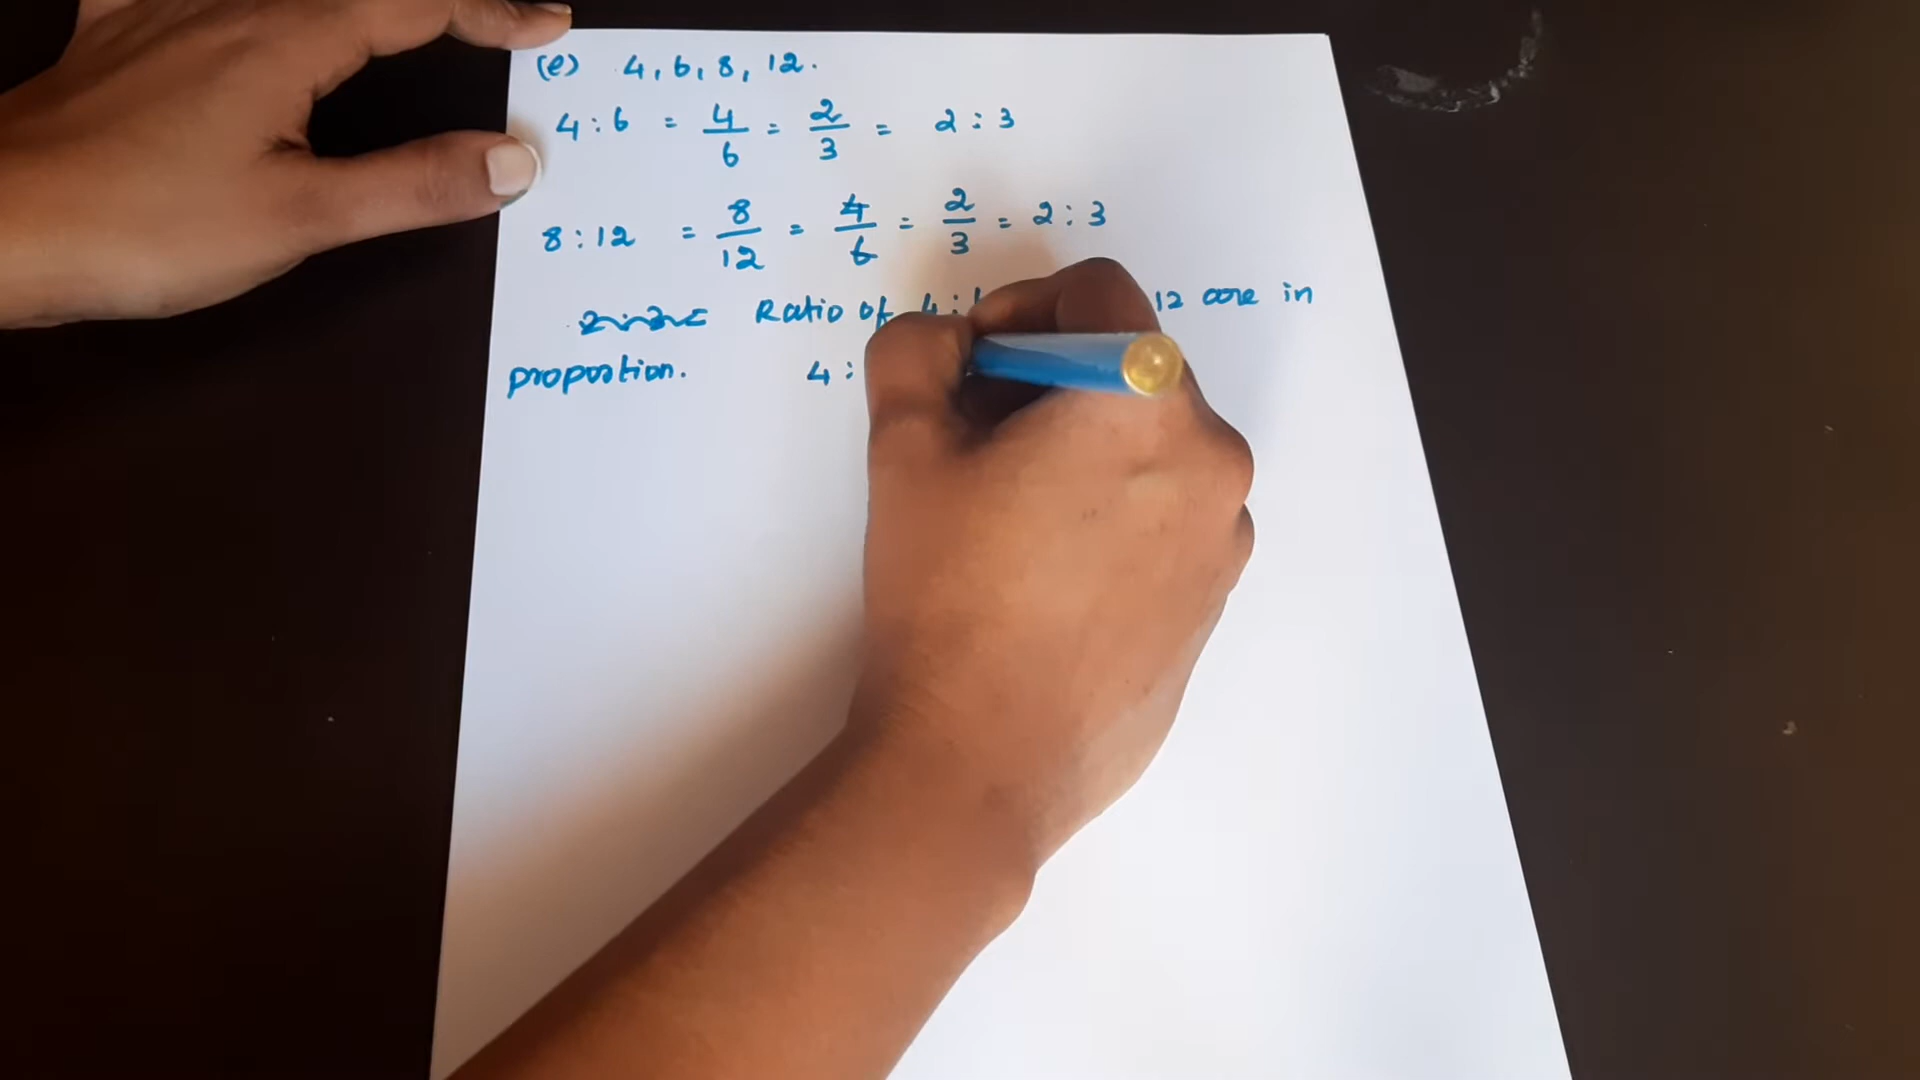 (e) 4, 6, 8, 12.
4 : 6 = 4/6 = 2/3 = 2 : 3
8 : 12 = 8/12 = 4/6 = 2/3 = 2 : 3
Ratio of 4 : 12 are in
proportion. 4 :